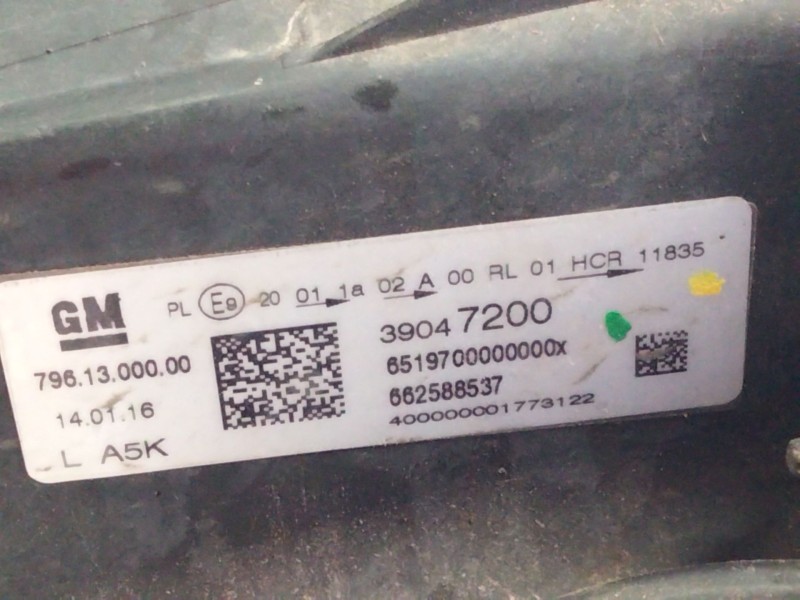 GM
796.13.000.00
14.01.16
L A5K
PL E9 20 01 1a 02 A 00 RL 01 HCR 11835
39047200
6519700000000X
662588537
400000001773122